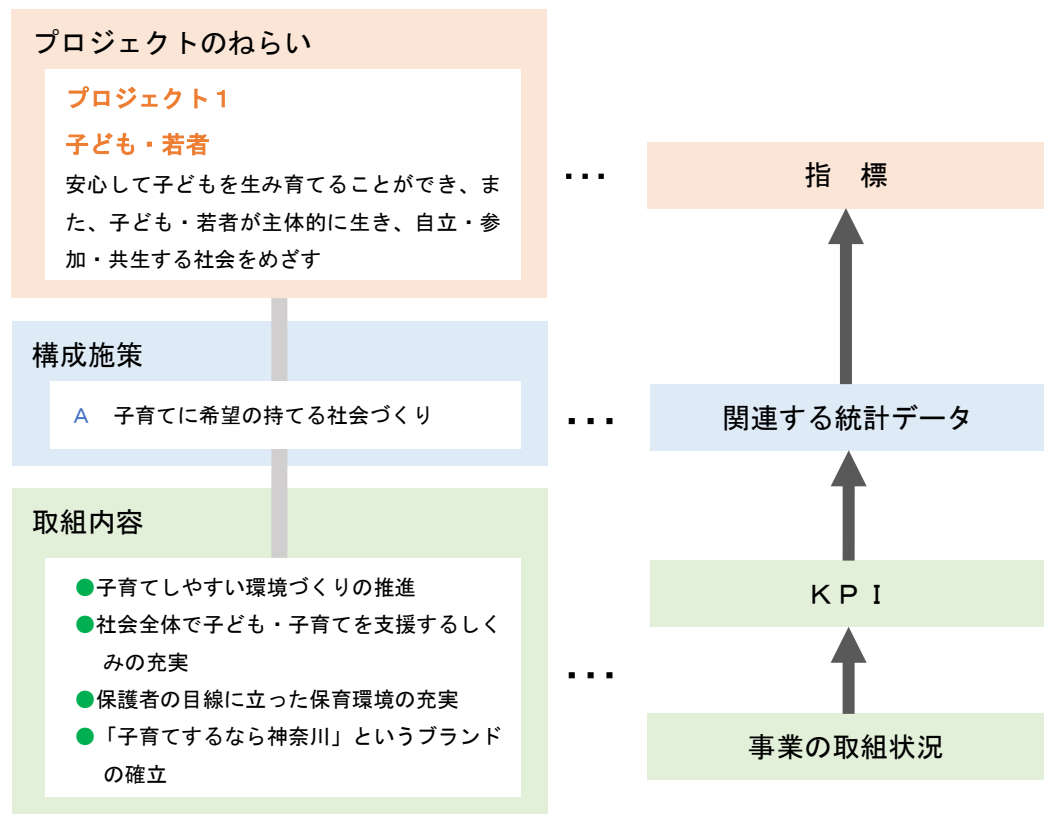 プロジェクトのねらい
プロジェクト1
子ども・若者
安心して子どもを生み育てることができ、ま
た、子ども・若者が主体的に生き、自立・参
加・共生する社会をめざす
・・・
指　標
構成施策
A　子育てに希望の持てる社会づくり
・・・
関連する統計データ
取組内容
●子育てしやすい環境づくりの推進
●社会全体で子ども・子育てを支援するしく
みの充実
●保護者の目線に立った保育環境の充実
●「子育てするなら神奈川」というブランド
の確立
・・・
ＫＰＩ
事業の取組状況